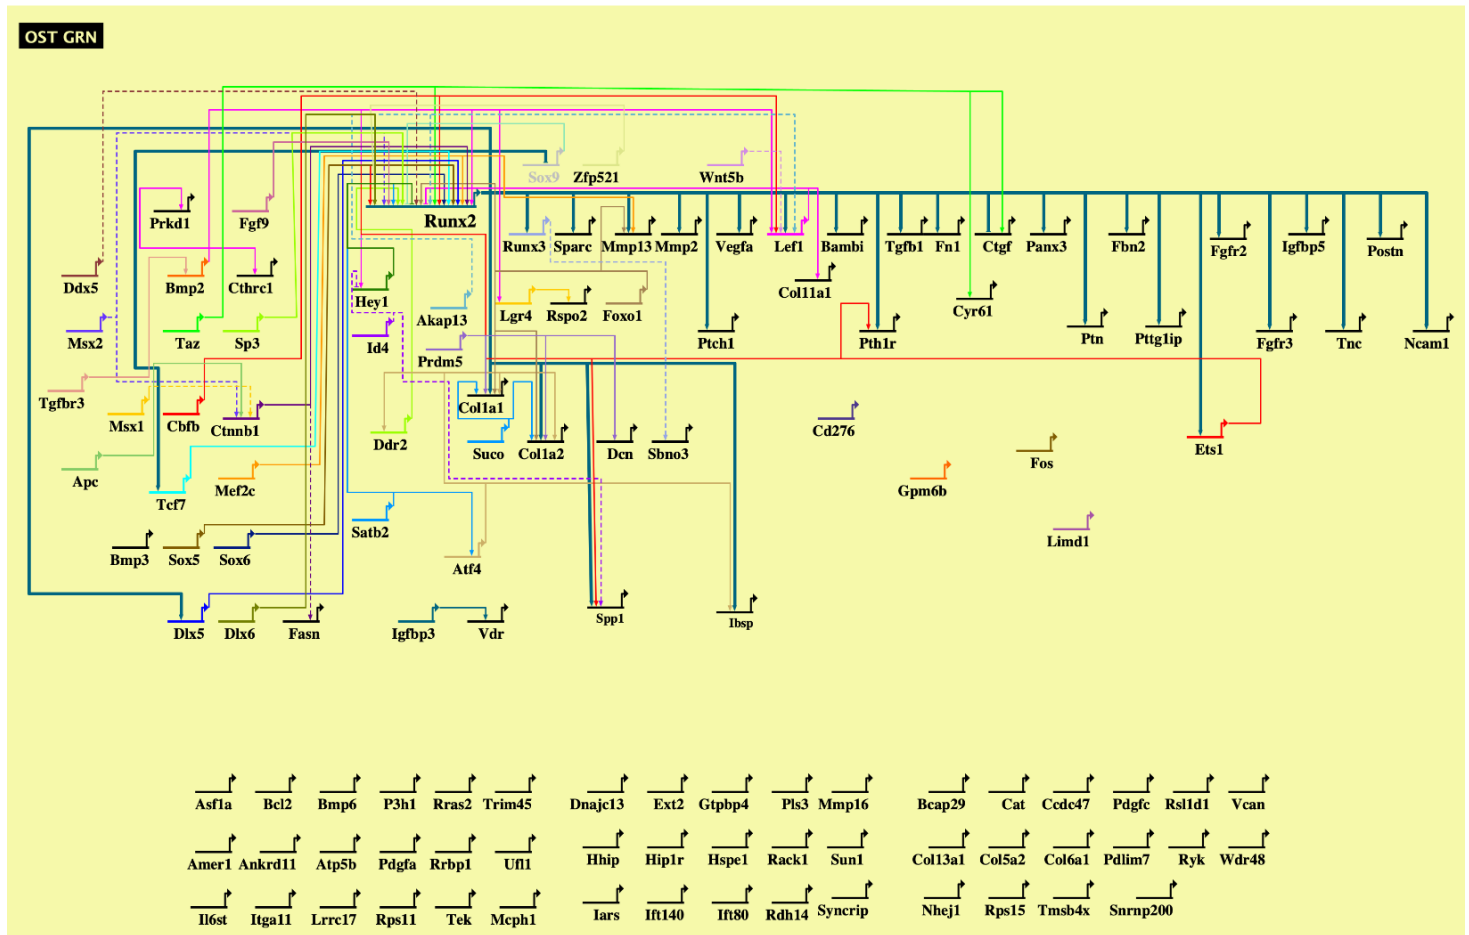 OST GRN
Sox9 Zfp521 Wnt5b
Prkd1 Fgf9 Runx2
Runx3 Sparc Mmp13 Mmp2 Vegfa Lef1 Bambi Tgfb1 Fn1 Ctgf Panx3 Fbn2 Fgfr2 Igfbp5 Postn
Ddx5 Bmp2 Cthrc1 Hey1 Akap13 Lgr4 Rspo2 Foxo1 Col11a1 Cyr61
Msx2 Taz Sp3 Id4 Prdm5 Ptch1 Pth1r Ptn Pttg1ip Fgfr3 Tnc Ncam1
Tgfbr3 Msx1 Cbfb Ctnnb1 Col1a1 Cd276
Ddr2 Suco Col1a2 Dcn Sbno3 Ets1
Apc Tcf7 Mef2c Fos Gpm6b
Satb2 Limd1
Bmp3 Sox5 Sox6 Atf4
Dlx5 Dlx6 Fasn Igfbp3 Vdr Spp1 Ibsp
Asf1a Bcl2 Bmp6 P3h1 Rras2 Trim45 Dnajc13 Ext2 Gtpbp4 Pls3 Mmp16 Bcap29 Cat Ccdc47 Pdgfc Rsl1d1 Vcan
Amer1 Ankrd11 Atp5b Pdgfa Rrbp1 Ufl1 Hhip Hip1r Hspe1 Rack1 Sun1 Col13a1 Col5a2 Col6a1 Pdlim7 Ryk Wdr48
Il6st Itga11 Lrrc17 Rps11 Tek Mcph1 Iars Ift140 Ift80 Rdh14 Syncrip Nhej1 Rps15 Tmsb4x Snrnp200